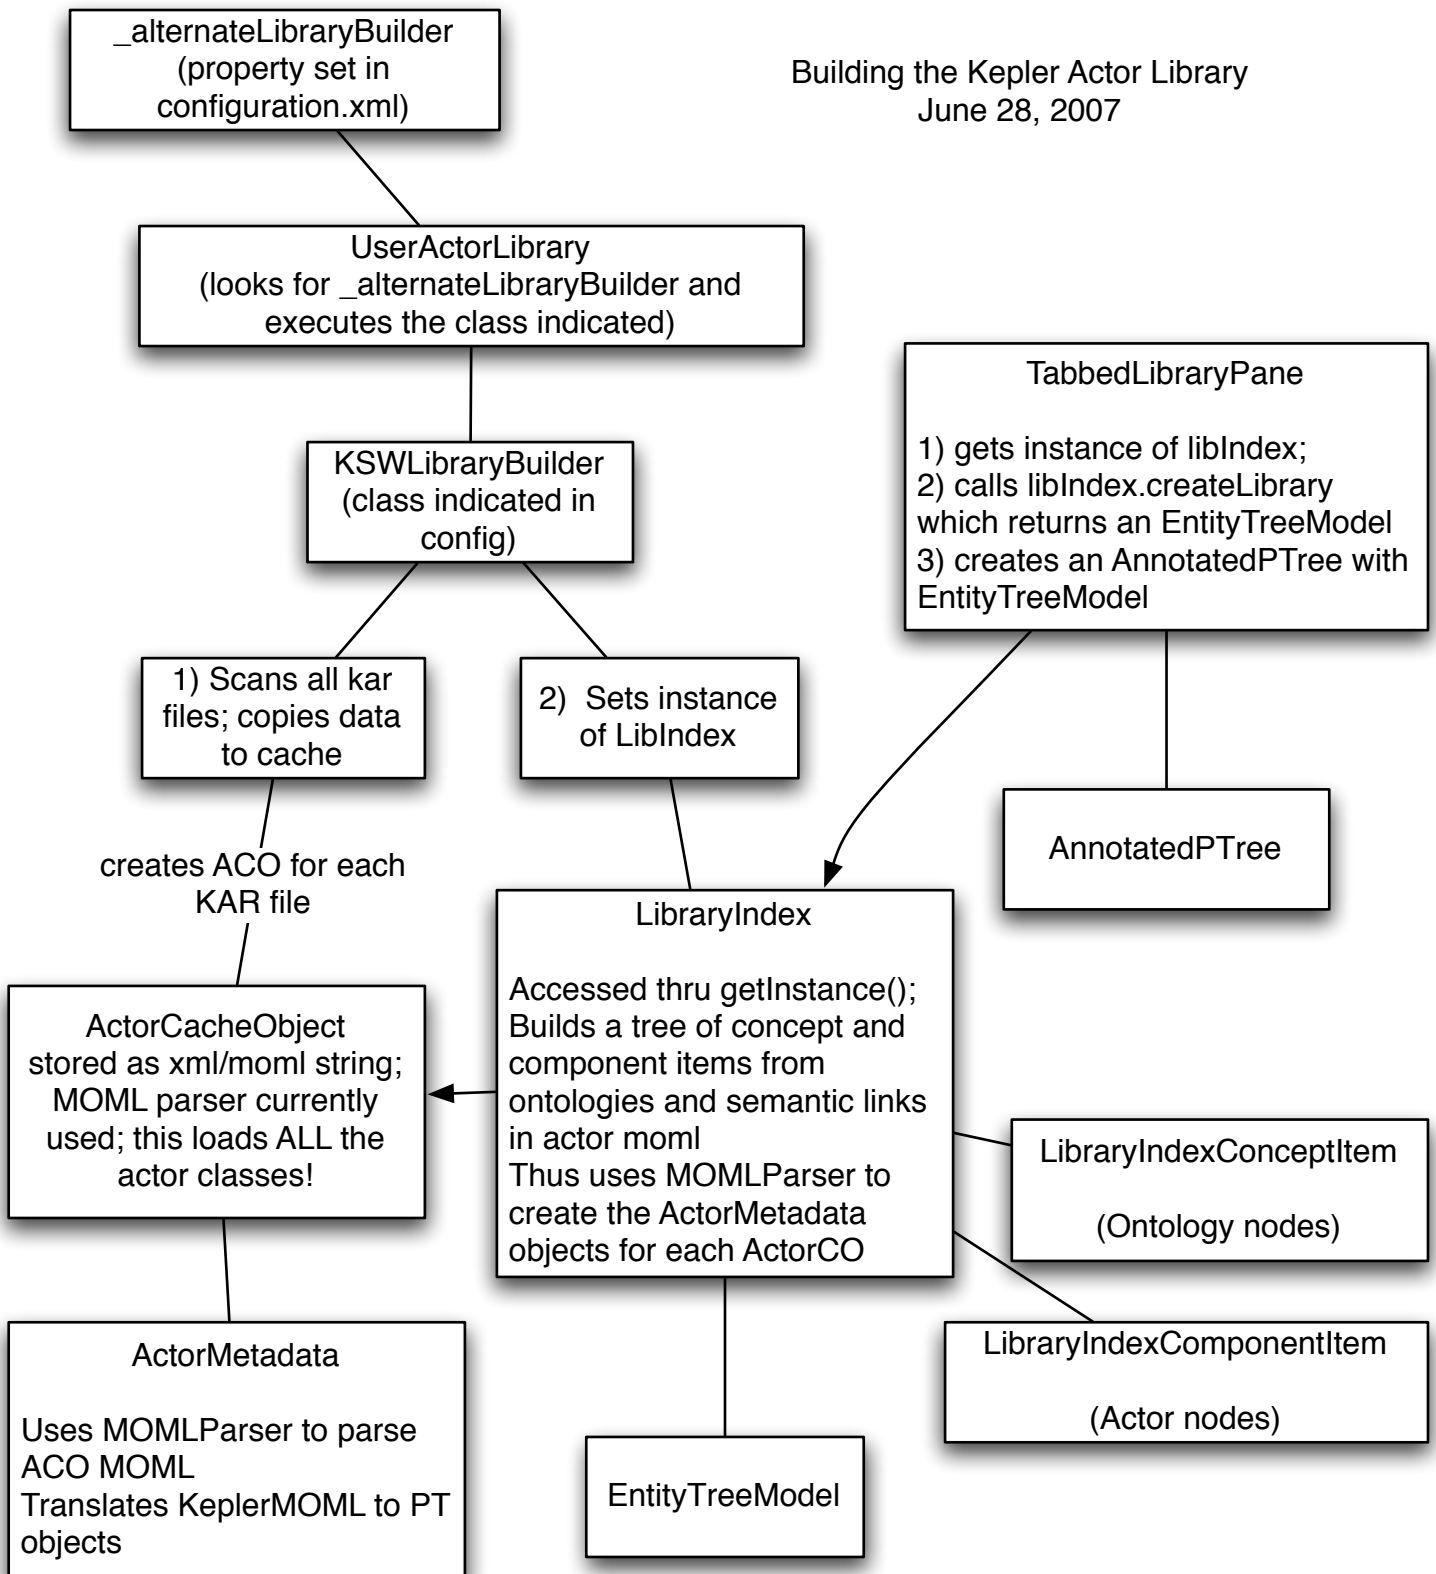 _alternateLibraryBuilder
(property set in
configuration.xml)
Building the Kepler Actor Library
June 28, 2007
UserActorLibrary
(looks for _alternateLibraryBuilder and
executes the class indicated)
TabbedLibraryPane
1) gets instance of libIndex;
2) calls libIndex.createLibrary
which returns an EntityTreeModel
3) creates an AnnotatedPTree with
EntityTreeModel
KSWLibraryBuilder
(class indicated in
config)
1) Scans all kar
files; copies data
to cache
2) Sets instance
of LibIndex
AnnotatedPTree
creates ACO for each
KAR file
LibraryIndex
Accessed thru getInstance();
Builds a tree of concept and
component items from
ontologies and semantic links
in actor moml
Thus uses MOMLParser to
create the ActorMetadata
objects for each ActorCO
ActorCacheObject
stored as xml/moml string;
MOML parser currently
used; this loads ALL the
actor classes!
LibraryIndexConceptItem
(Ontology nodes)
LibraryIndexComponentItem
(Actor nodes)
ActorMetadata
Uses MOMLParser to parse
ACO MOML
Translates KeplerMOML to PT
objects
EntityTreeModel